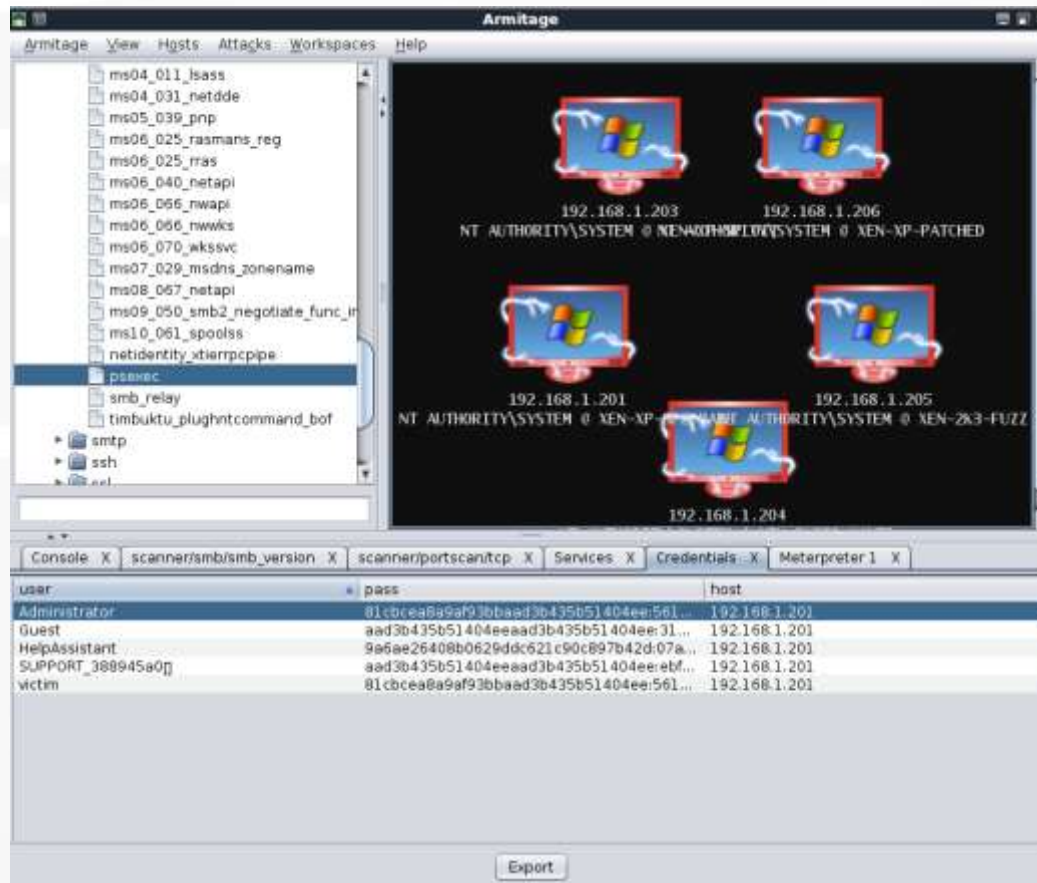 Armitage
Armitage View Hosts Attacks Workspaces Help
ms04_011_lsass
ms04_031_netdde
ms05_039_pnp
ms06_025_rasmans_reg
ms06_025_rras
ms06_040_netapi
ms06_066_nwapi
ms06_066_nwwks
ms06_070_wkssvc
ms07_029_msdns_zonename
ms08_067_netapi
ms09_050_smb2_negotiate_func_ir
ms10_061_spoolss
netidentity_xtierrpcpipe
psexec
smb_relay
timbuktu_plughntcommand_bof
smtp
ssh
192.168.1.203
192.168.1.206
NT AUTHORITY\SYSTEM @
SYSTEM @ XEN-XP-PATCHED
192.168.1.201
192.168.1.205
NT AUTHORITY\SYSTEM @ XEN-XP-
AUTHORITY\SYSTEM @ XEN-2k3-FUZZ
192.168.1.204
Console X scanner/smb/smb_version X scanner/portscan/tcp X Services X Credentials X Meterpreter 1 X
user pass host
Administrator 81cbcea8a9af93bbaad3b435b51404ee:561... 192.168.1.201
Guest aad3b435b51404eeaad3b435b51404ee:31... 192.168.1.201
HelpAssistant 9a6ae26408b0629ddc621c90c897b42d:07a... 192.168.1.201
SUPPORT_388945a0 aad3b435b51404eeaad3b435b51404ee:ebf... 192.168.1.201
victim 81cbcea8a9af93bbaad3b435b51404ee:561... 192.168.1.201
Export